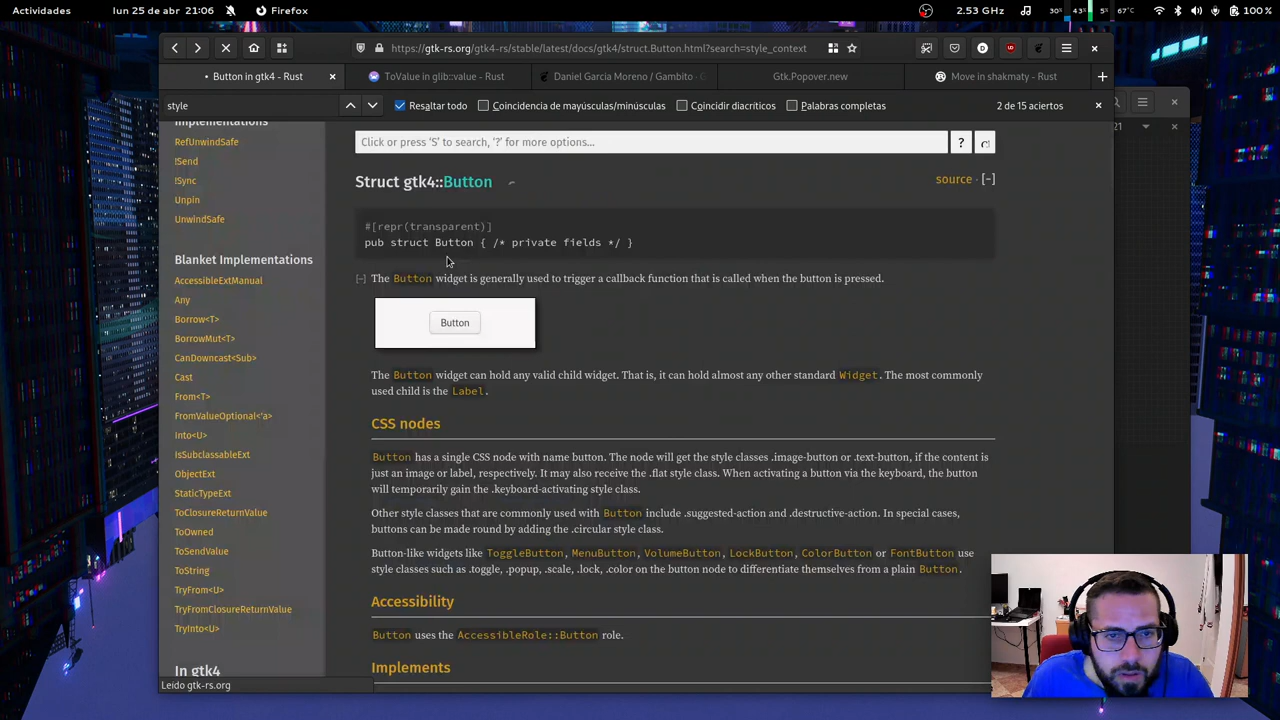 Actividades
lun 25 de abr 21:06
Firefox
2.53 GHz
30%
43%
5%
67°C
100 %
https://gtk-rs.org/gtk4-rs/stable/latest/docs/gtk4/struct.Button.html?search=style_context
Button in gtk4 - Rust
ToValue in glib::value - Rust
Daniel Garcia Moreno / Gambito ·
Gtk.Popover.new
Move in shakmaty - Rust
style
Resaltar todo
Coincidencia de mayúsculas/minúsculas
Coincidir diacríticos
Palabras completas
2 de 15 aciertos
21
Implementations
RefUnwindSafe
!Send
!Sync
Unpin
UnwindSafe
Blanket Implementations
AccessibleExtManual
Any
Borrow<T>
BorrowMut<T>
CanDowncast<Sub>
Cast
From<T>
FromValueOptional<'a>
Into<U>
IsSubclassableExt
ObjectExt
StaticTypeExt
ToClosureReturnValue
ToOwned
ToSendValue
ToString
TryFrom<U>
TryFromClosureReturnValue
TryInto<U>
In gtk4
Leído gtk-rs.org
Click or press 'S' to search, '?' for more options...
?
Struct gtk4::Button
source · [−]
#[repr(transparent)]
pub struct Button { /* private fields */ }
[−] The Button widget is generally used to trigger a callback function that is called when the button is pressed.
Button
The Button widget can hold any valid child widget. That is, it can hold almost any other standard Widget. The most commonly
used child is the Label.
CSS nodes
Button has a single CSS node with name button. The node will get the style classes .image-button or .text-button, if the content is
just an image or label, respectively. It may also receive the .flat style class. When activating a button via the keyboard, the button
will temporarily gain the .keyboard-activating style class.
Other style classes that are commonly used with Button include .suggested-action and .destructive-action. In special cases,
buttons can be made round by adding the .circular style class.
Button-like widgets like ToggleButton, MenuButton, VolumeButton, LockButton, ColorButton or FontButton use
style classes such as .toggle, .popup, .scale, .lock, .color on the button node to differentiate themselves from a plain Button.
Accessibility
Button uses the AccessibleRole::Button role.
Implements